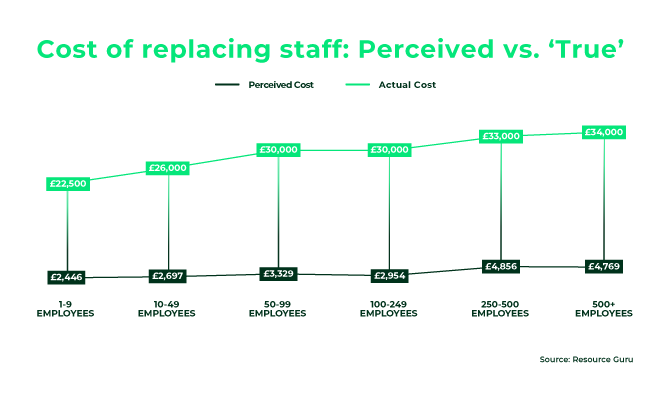 Cost of replacing staff: Perceived vs. ‘True’
Perceived Cost
Actual Cost
£22,500
£26,000
£30,000
£30,000
£33,000
£34,000
£2,446
£2,697
£3,329
£2,954
£4,856
£4,769
1-9
EMPLOYEES
10-49
EMPLOYEES
50-99
EMPLOYEES
100-249
EMPLOYEES
250-500
EMPLOYEES
500+
EMPLOYEES
Source: Resource Guru